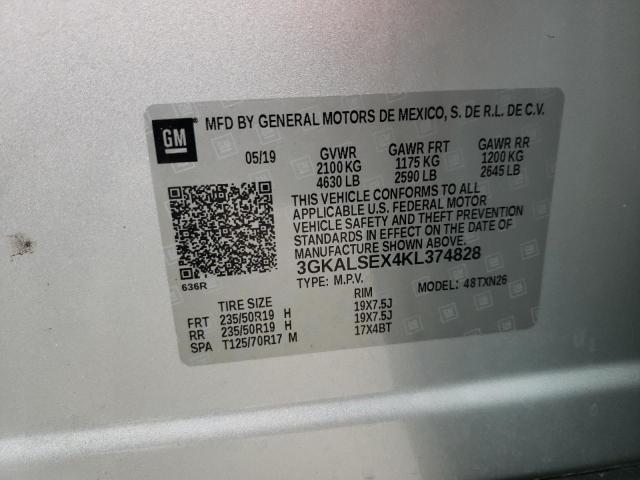 GM
MFD BY GENERAL MOTORS DE MEXICO, S. DE R.L. DE C.V.
05/19 GVWR GAWR FRT GAWR RR
2100 KG 1175 KG 1200 KG
4630 LB 2590 LB 2645 LB
THIS VEHICLE CONFORMS TO ALL
APPLICABLE U.S. FEDERAL MOTOR
VEHICLE SAFETY AND THEFT PREVENTION
STANDARDS IN EFFECT ON THE DATE OF
MANUFACTURE SHOWN ABOVE.
3GKALSEX4KL374828
636R
TYPE: M.P.V. MODEL: 48TXN26
TIRE SIZE RIM
FRT 235/50R19 H 19X7.5J
RR 235/50R19 H 19X7.5J
SPA T125/70R17 M 17X4BT